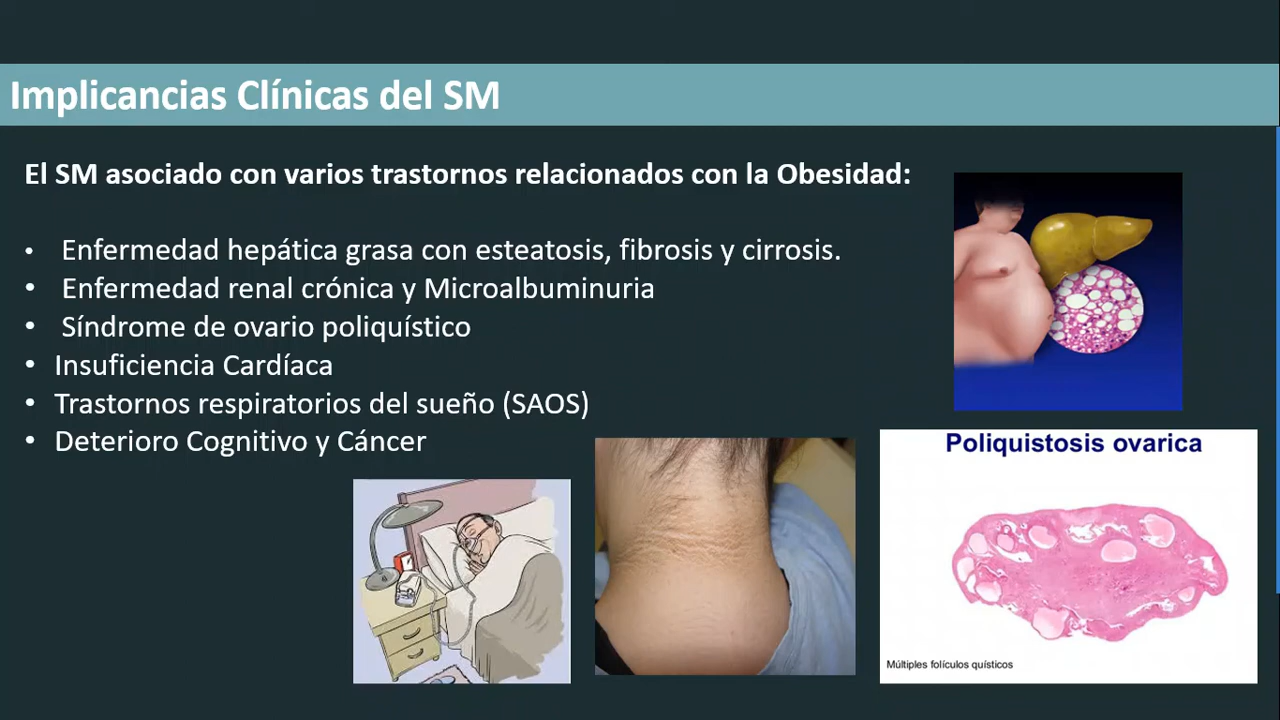 Implicancias Clínicas del SM
El SM asociado con varios trastornos relacionados con la Obesidad:
• Enfermedad hepática grasa con esteatosis, fibrosis y cirrosis.
• Enfermedad renal crónica y Microalbuminuria
• Síndrome de ovario poliquístico
• Insuficiencia Cardíaca
• Trastornos respiratorios del sueño (SAOS)
• Deterioro Cognitivo y Cáncer
Poliquistosis ovarica
Múltiples folículos quísticos